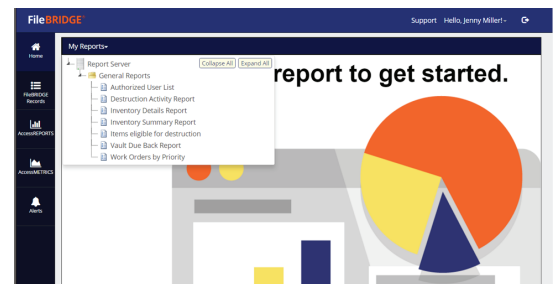 FileBRIDGE
Support Hello, Jenny Miller!
Home
My Reports
Report Server
Collapse All Expand All
report to get started.
General Reports
Authorized User List
FileBRIDGE
Records
Destruction Activity Report
Inventory Details Report
Inventory Summary Report
AccessREPORTS
Items eligible for destruction
Vault Due Back Report
Work Orders by Priority
AccessMETRICS
Alerts